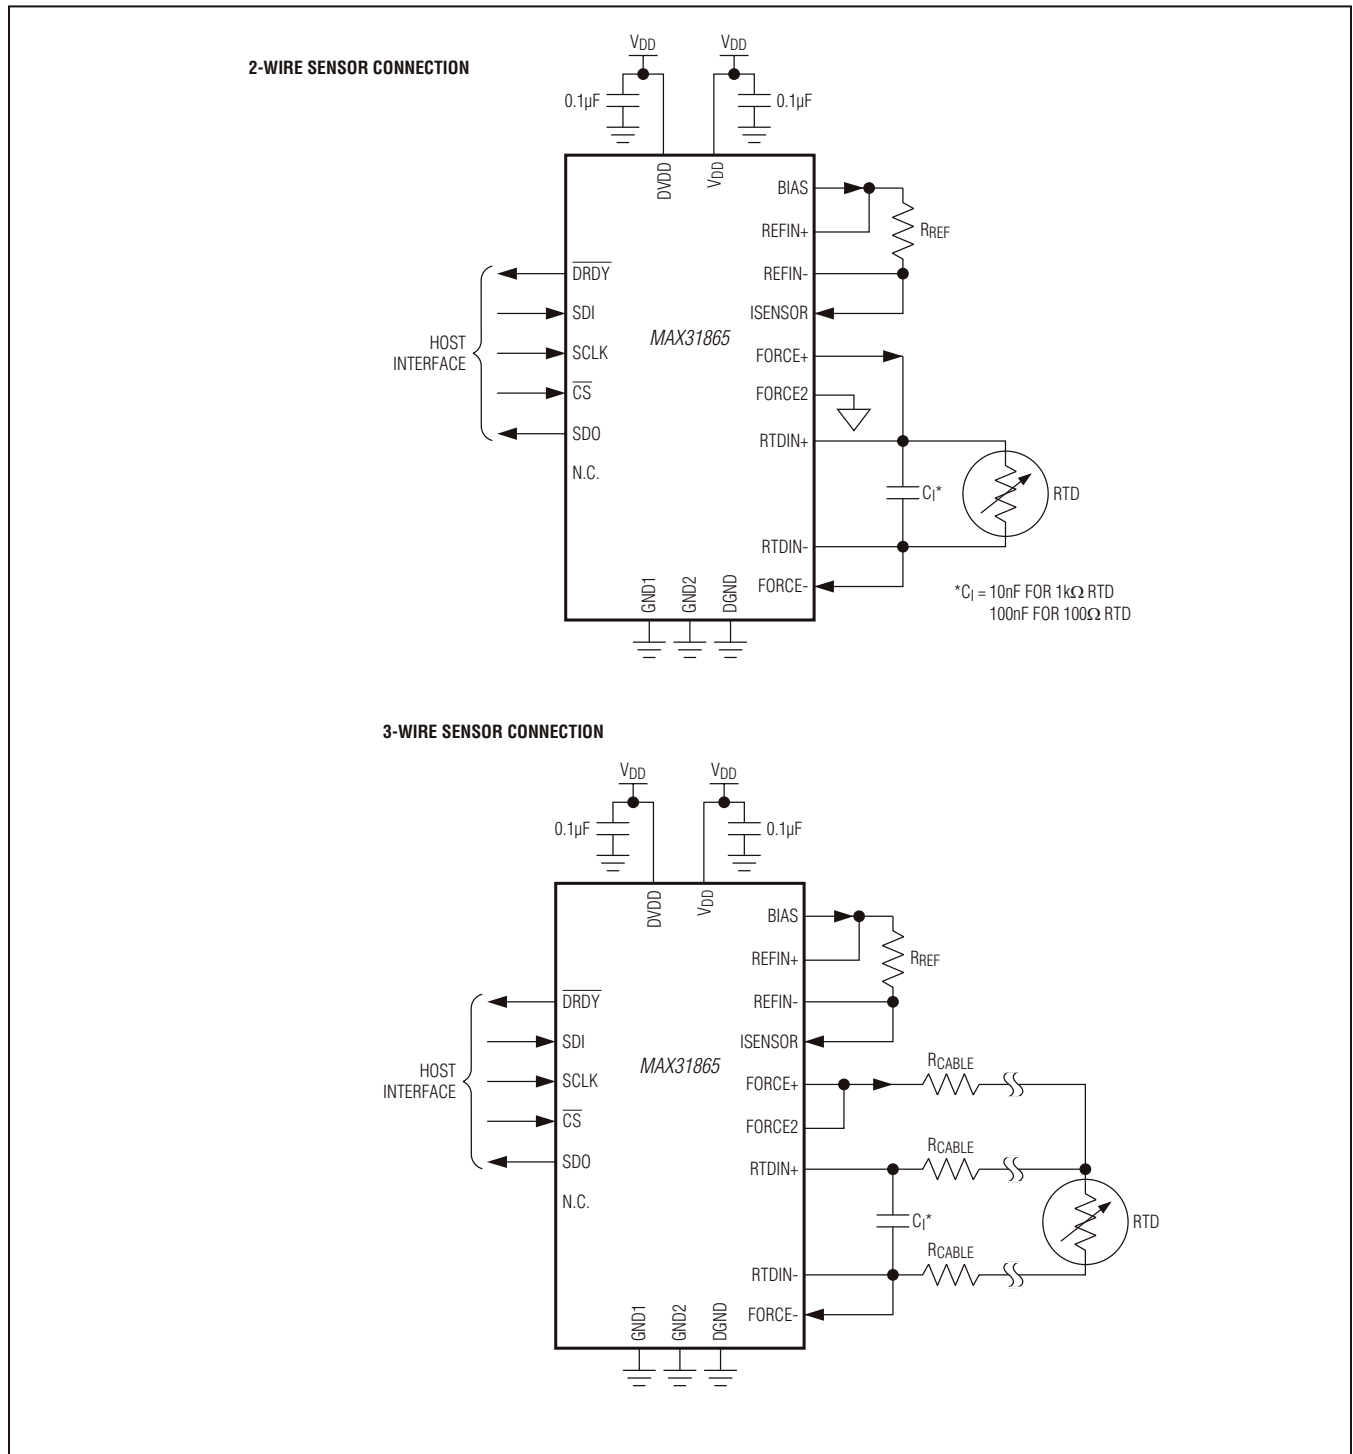 2-WIRE SENSOR CONNECTION
VDD
VDD
0.1µF
0.1µF
DVDD
VDD
BIAS
REFIN+
RREF
DRDY
REFIN-
SDI
ISENSOR
HOST
INTERFACE
MAX31865
SCLK
FORCE+
CS
FORCE2
SDO
RTDIN+
N.C.
CI*
RTD
RTDIN-
FORCE-
GND1
GND2
DGND
*CI = 10nF FOR 1kΩ RTD
100nF FOR 100Ω RTD
3-WIRE SENSOR CONNECTION
VDD
VDD
0.1µF
0.1µF
DVDD
VDD
BIAS
REFIN+
RREF
DRDY
REFIN-
SDI
ISENSOR
HOST
INTERFACE
MAX31865
RCABLE
SCLK
FORCE+
CS
FORCE2
RCABLE
SDO
RTDIN+
N.C.
CI*
RTD
RCABLE
RTDIN-
FORCE-
GND1
GND2
DGND